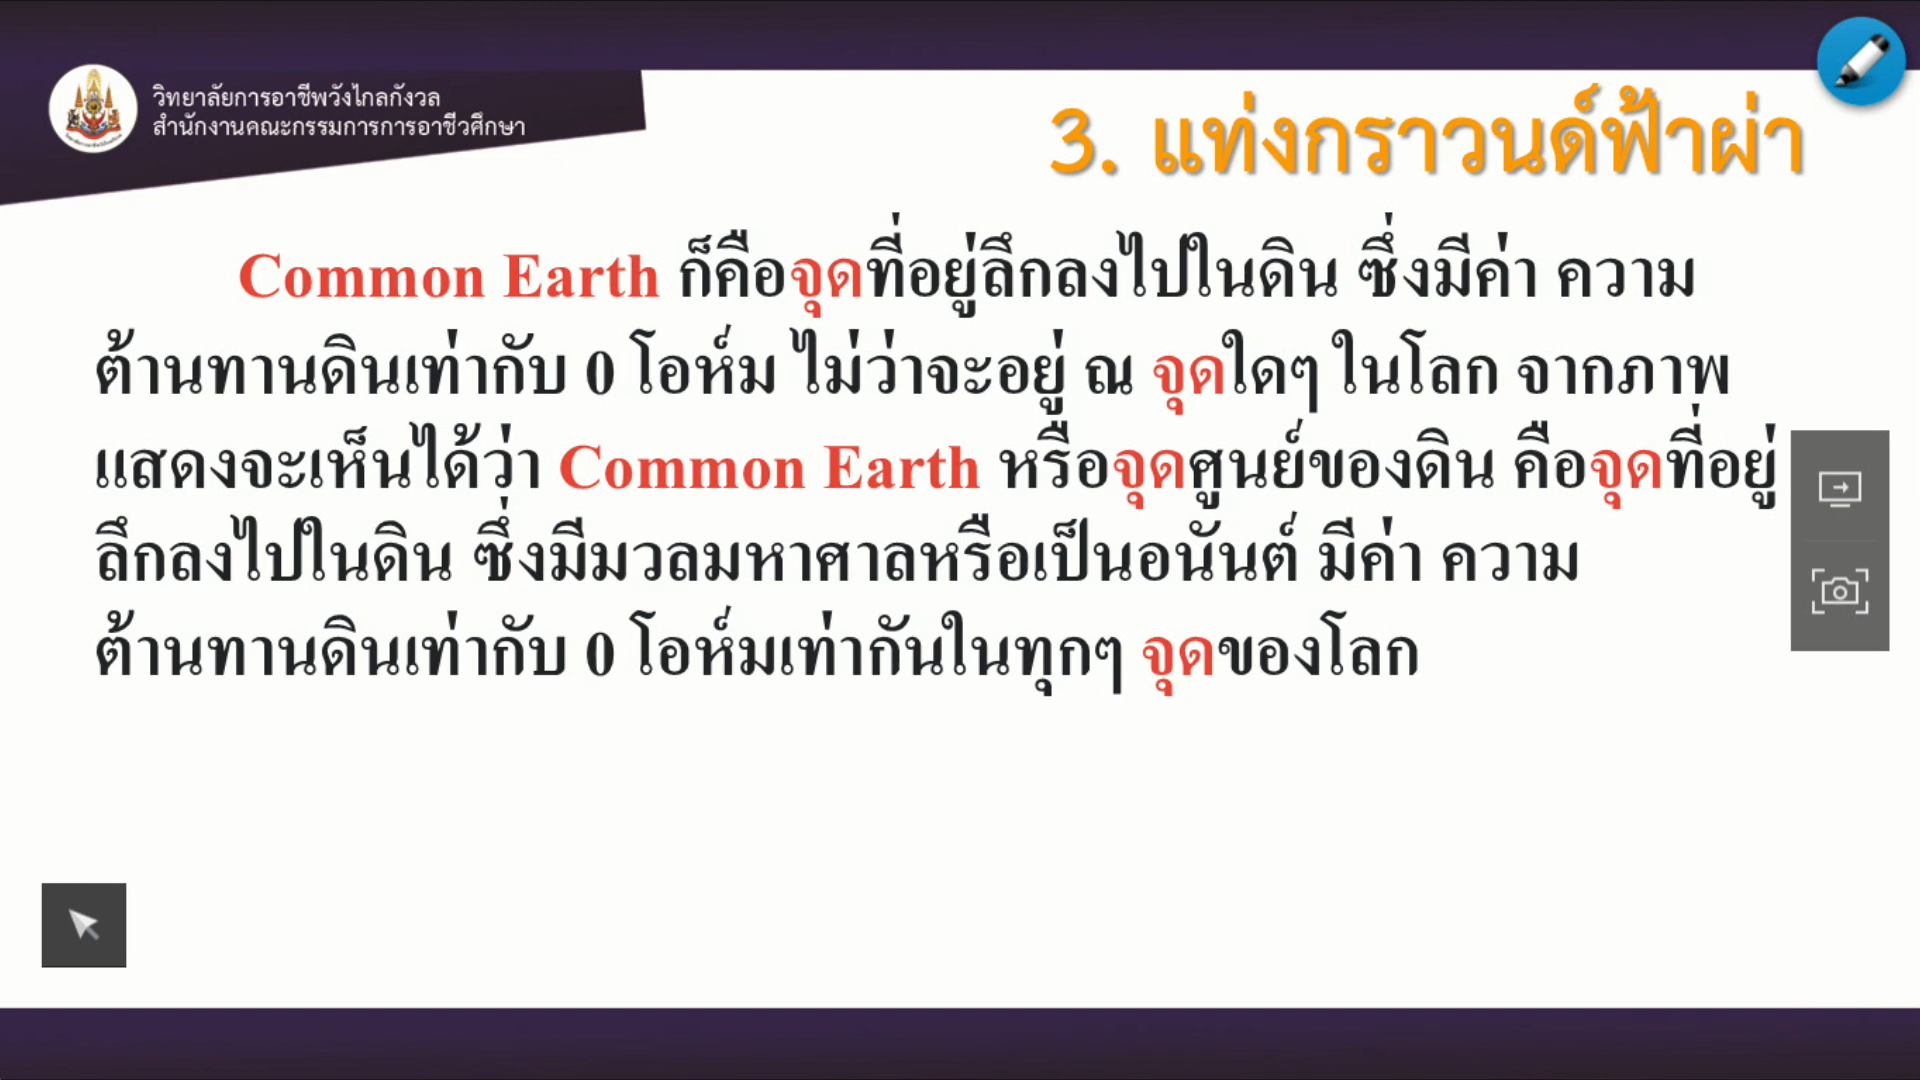 วิทยาลัยการอาชีพวังไกลกังวล
สำนักงานคณะกรรมการการอาชีวศึกษา
3. แท่งกราวนด์ฟ้าผ่า
Common Earth ก็คือจุดที่อยู่ลึกลงไปในดิน ซึ่งมีค่า ความ
ต้านทานดินเท่ากับ 0 โอห์ม ไม่ว่าจะอยู่ ณ จุดใดๆ ในโลก จากภาพ
แสดงจะเห็นได้ว่า Common Earth หรือจุดศูนย์ของดิน คือจุดที่อยู่
ลึกลงไปในดิน ซึ่งมีมวลมหาศาลหรือเป็นอนันต์ มีค่า ความ
ต้านทานดินเท่ากับ 0 โอห์มเท่ากันในทุกๆ จุดของโลก